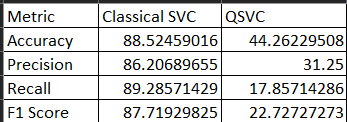 Metric Classical SVC QSVC
Accuracy 88.52459016 44.26229508
Precision 86.20689655 31.25
Recall 89.28571429 17.85714286
F1 Score 87.71929825 22.72727273